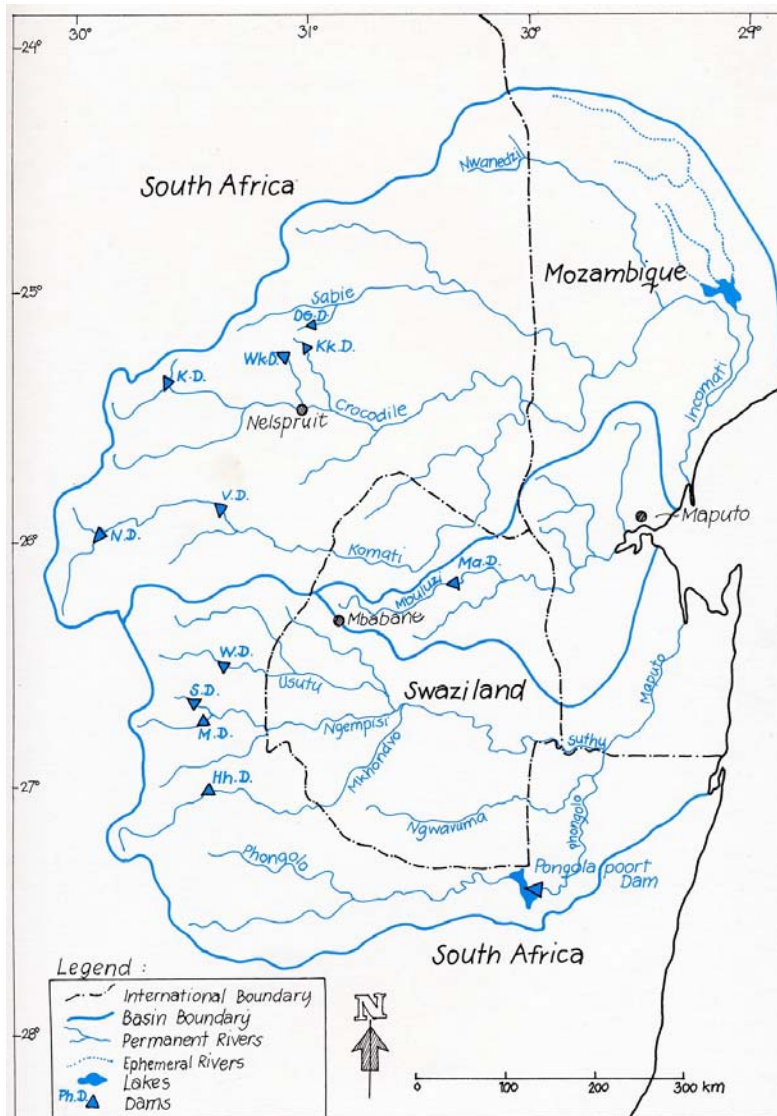 30°
31°
30°
29°
24°
Nwanedzi
South Africa
Mozambique
25°
Sabie
DG.D.
Wk.D.
Kk.D.
K.D.
Crocodile
Nelspruit
Incomati
V.D.
Maputo
N.D.
26°
Komati
Ma.D.
Mbuluzi
Mbabane
W.D.
Usutu
Swaziland
Maputo
S.D.
M.D.
Ngempisi
suthu
Mkhondvo
27°
Hh.D.
Ngwavuma
phongolo
Phongolo
Pongola poort
Dam
South Africa
Legend :
International Boundary
Basin Boundary
28°
Permanent Rivers
N
Ephemeral Rivers
Lakes
Ph.D.
Dams
0
100
200
300 km